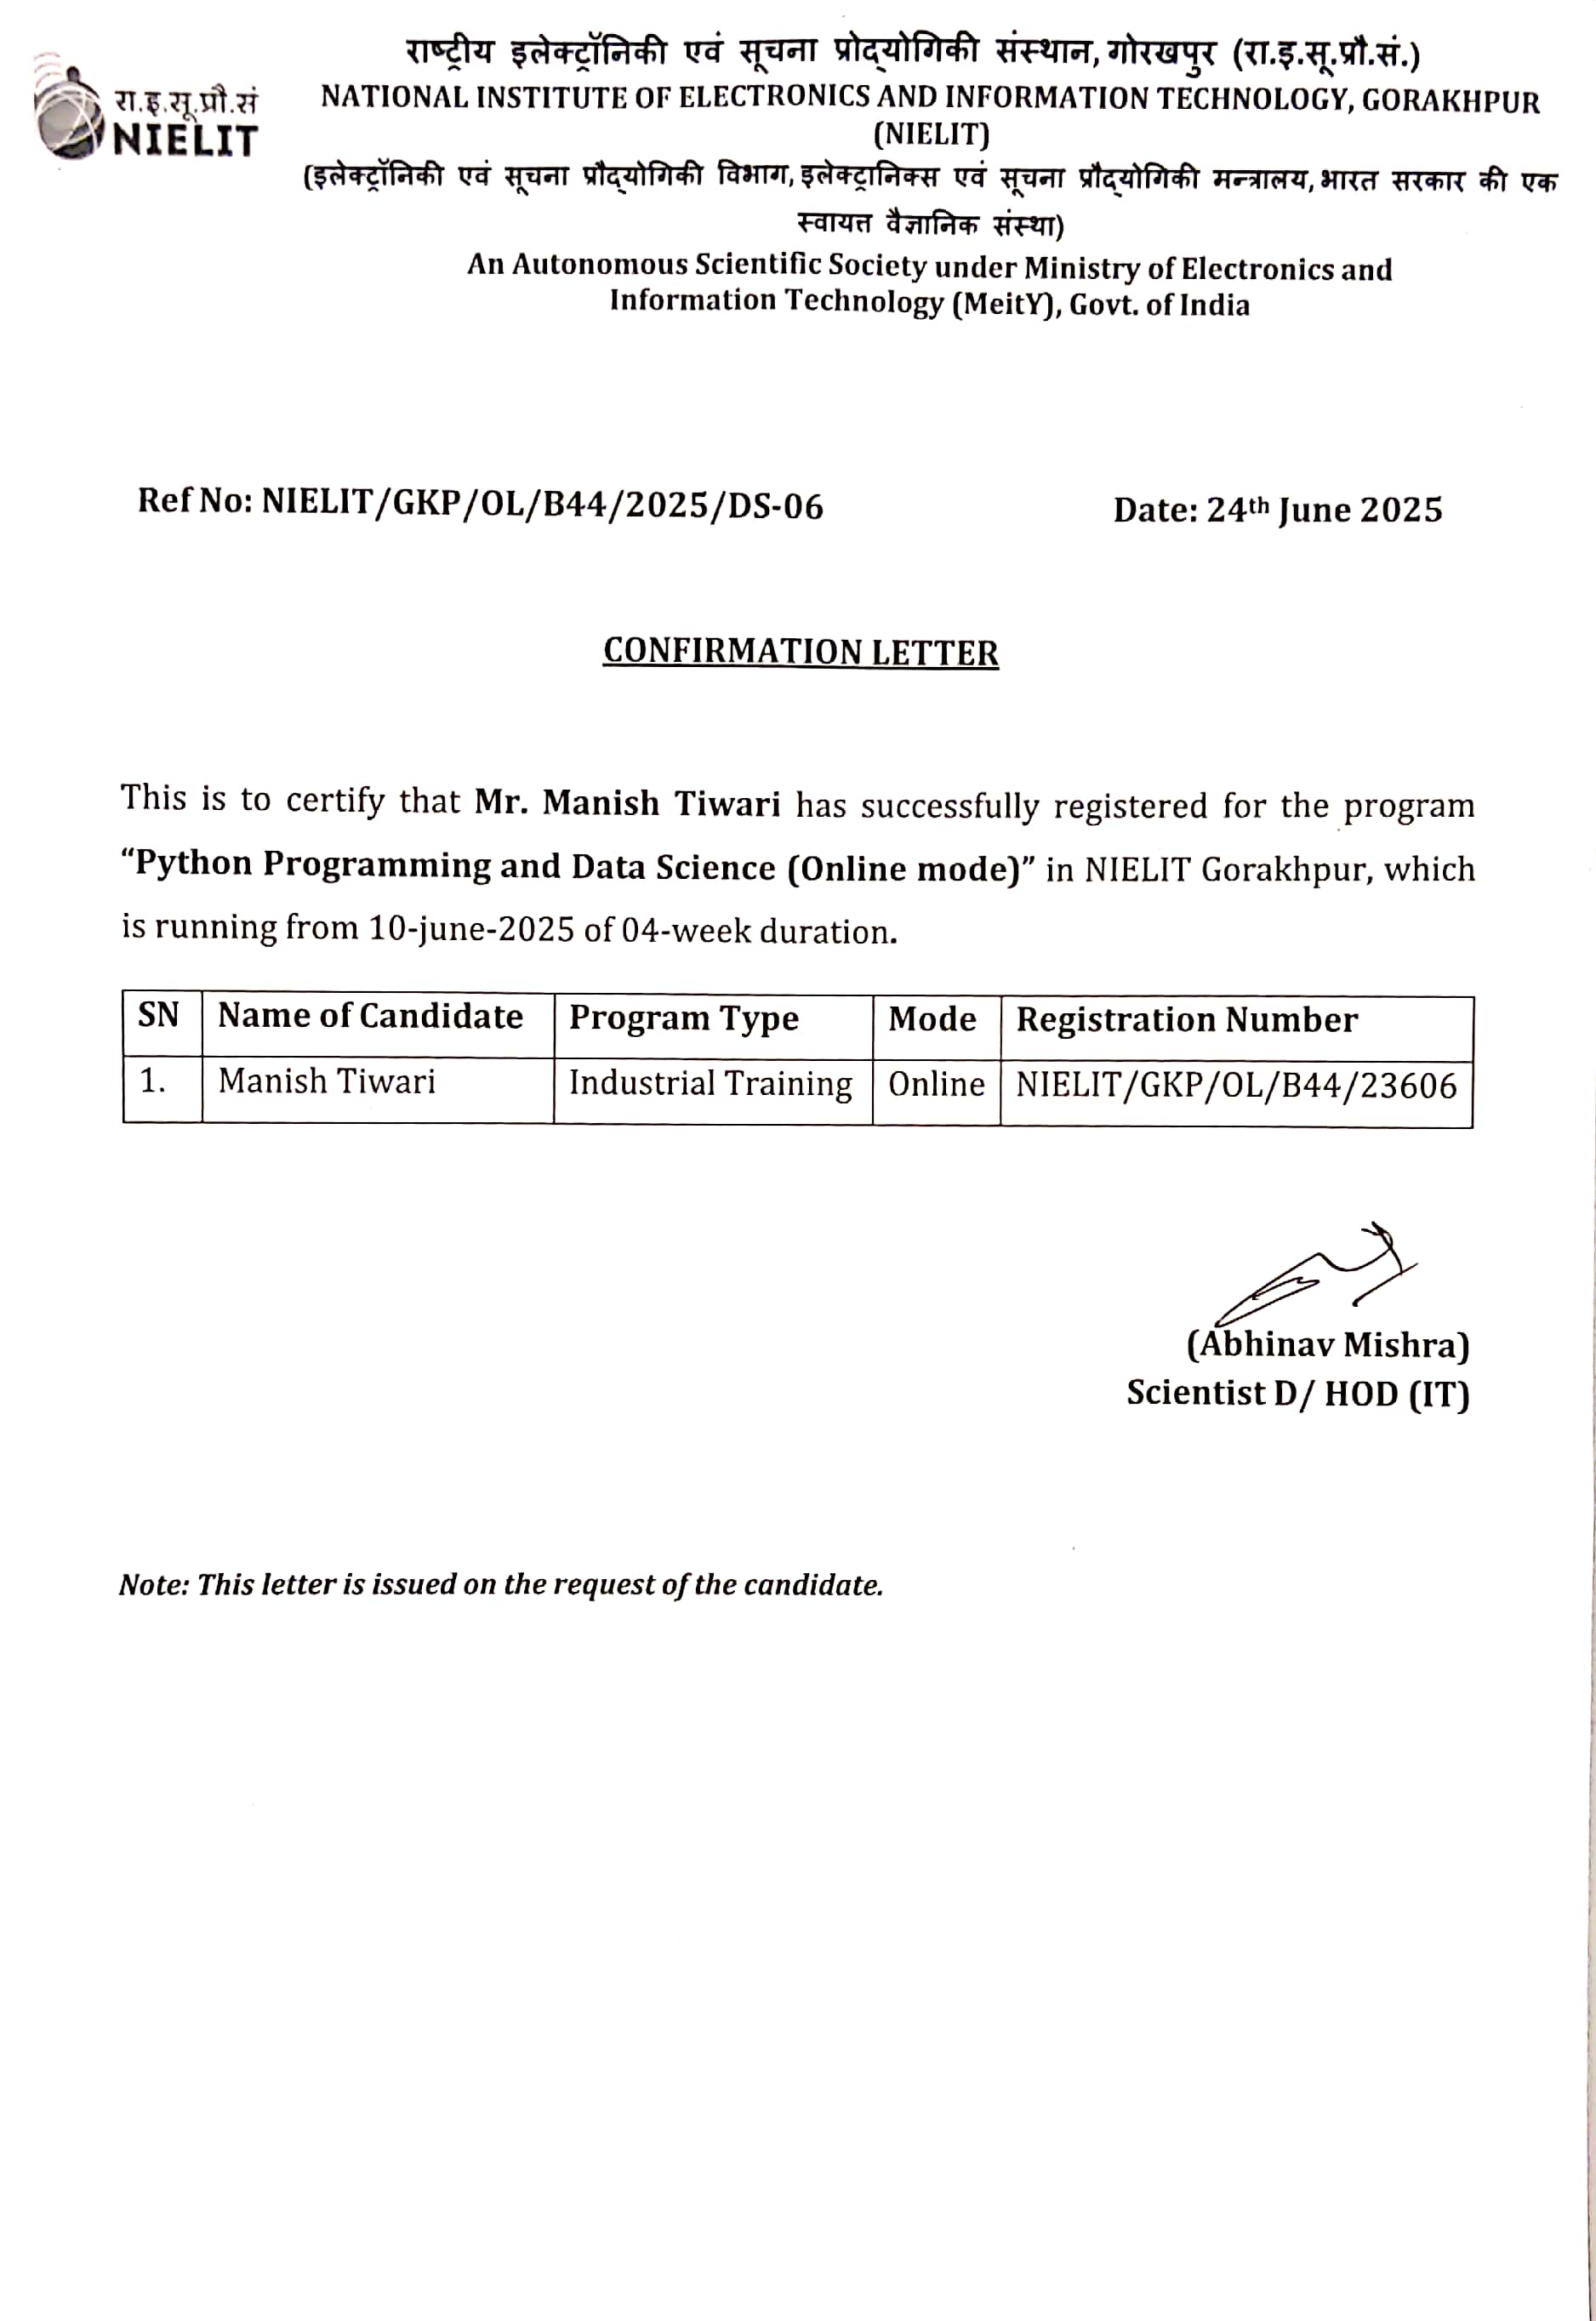 राष्ट्रीय इलेक्ट्रॉनिकी एवं सूचना प्रोद्योगिकी संस्थान, गोरखपुर (रा.इ.सू.प्रौ.सं.)
रा.इ.सू.प्रौ.सं
NIELIT
NATIONAL INSTITUTE OF ELECTRONICS AND INFORMATION TECHNOLOGY, GORAKHPUR
(NIELIT)
(इलेक्ट्रॉनिकी एवं सूचना प्रौद्योगिकी विभाग, इलेक्ट्रानिक्स एवं सूचना प्रौद्योगिकी मन्त्रालय, भारत सरकार की एक
स्वायत्त वैज्ञानिक संस्था)
An Autonomous Scientific Society under Ministry of Electronics and
Information Technology (MeitY), Govt. of India
Ref No: NIELIT/GKP/OL/B44/2025/DS-06 Date: 24th June 2025
CONFIRMATION LETTER
This is to certify that Mr. Manish Tiwari has successfully registered for the program
“Python Programming and Data Science (Online mode)” in NIELIT Gorakhpur, which
is running from 10-june-2025 of 04-week duration.
SN Name of Candidate Program Type Mode Registration Number
1. Manish Tiwari Industrial Training Online NIELIT/GKP/OL/B44/23606
(Abhinav Mishra)
Scientist D/ HOD (IT)
Note: This letter is issued on the request of the candidate.